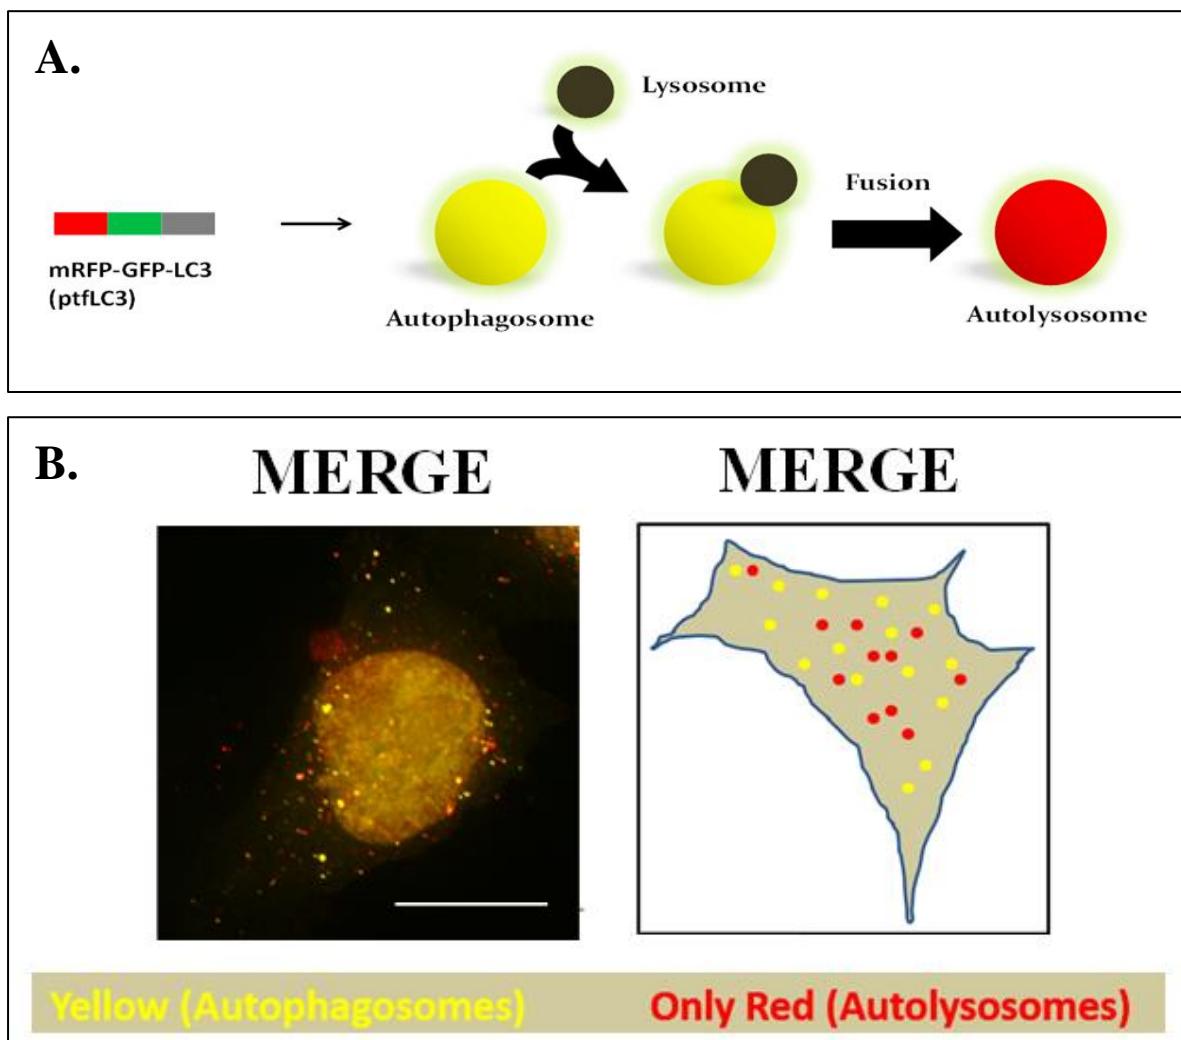 A.
Lysosome
Fusion
mRFP-GFP-LC3
(ptfLC3)
Autophagosome
Autolysosome
B.
MERGE
MERGE
Yellow (Autophagosomes)
Only Red (Autolysosomes)